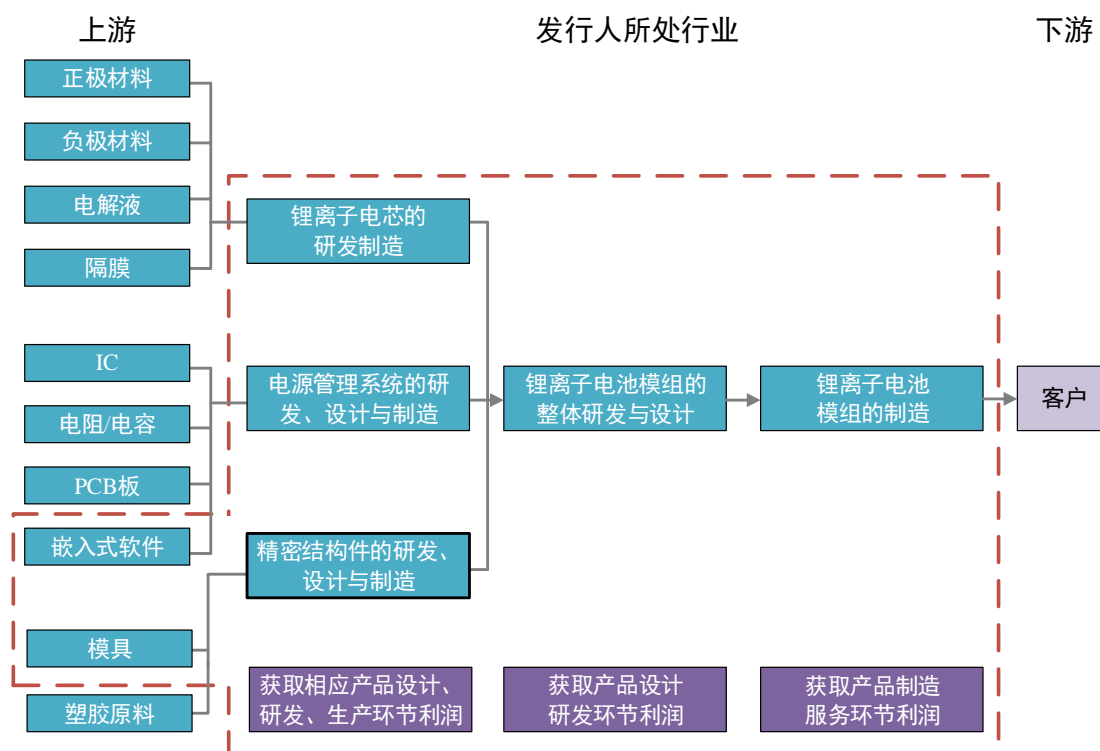 上游
发行人所处行业
下游
正极材料
负极材料
电解液
隔膜
锂离子电芯的
研发制造
IC
电阻/电容
PCB板
嵌入式软件
电源管理系统的研
发、设计与制造
锂离子电池模组的
整体研发与设计
锂离子电池
模组的制造
客户
精密结构件的研发、
设计与制造
模具
塑胶原料
获取相应产品设计、
研发、生产环节利润
获取产品设计
研发环节利润
获取产品制造
服务环节利润